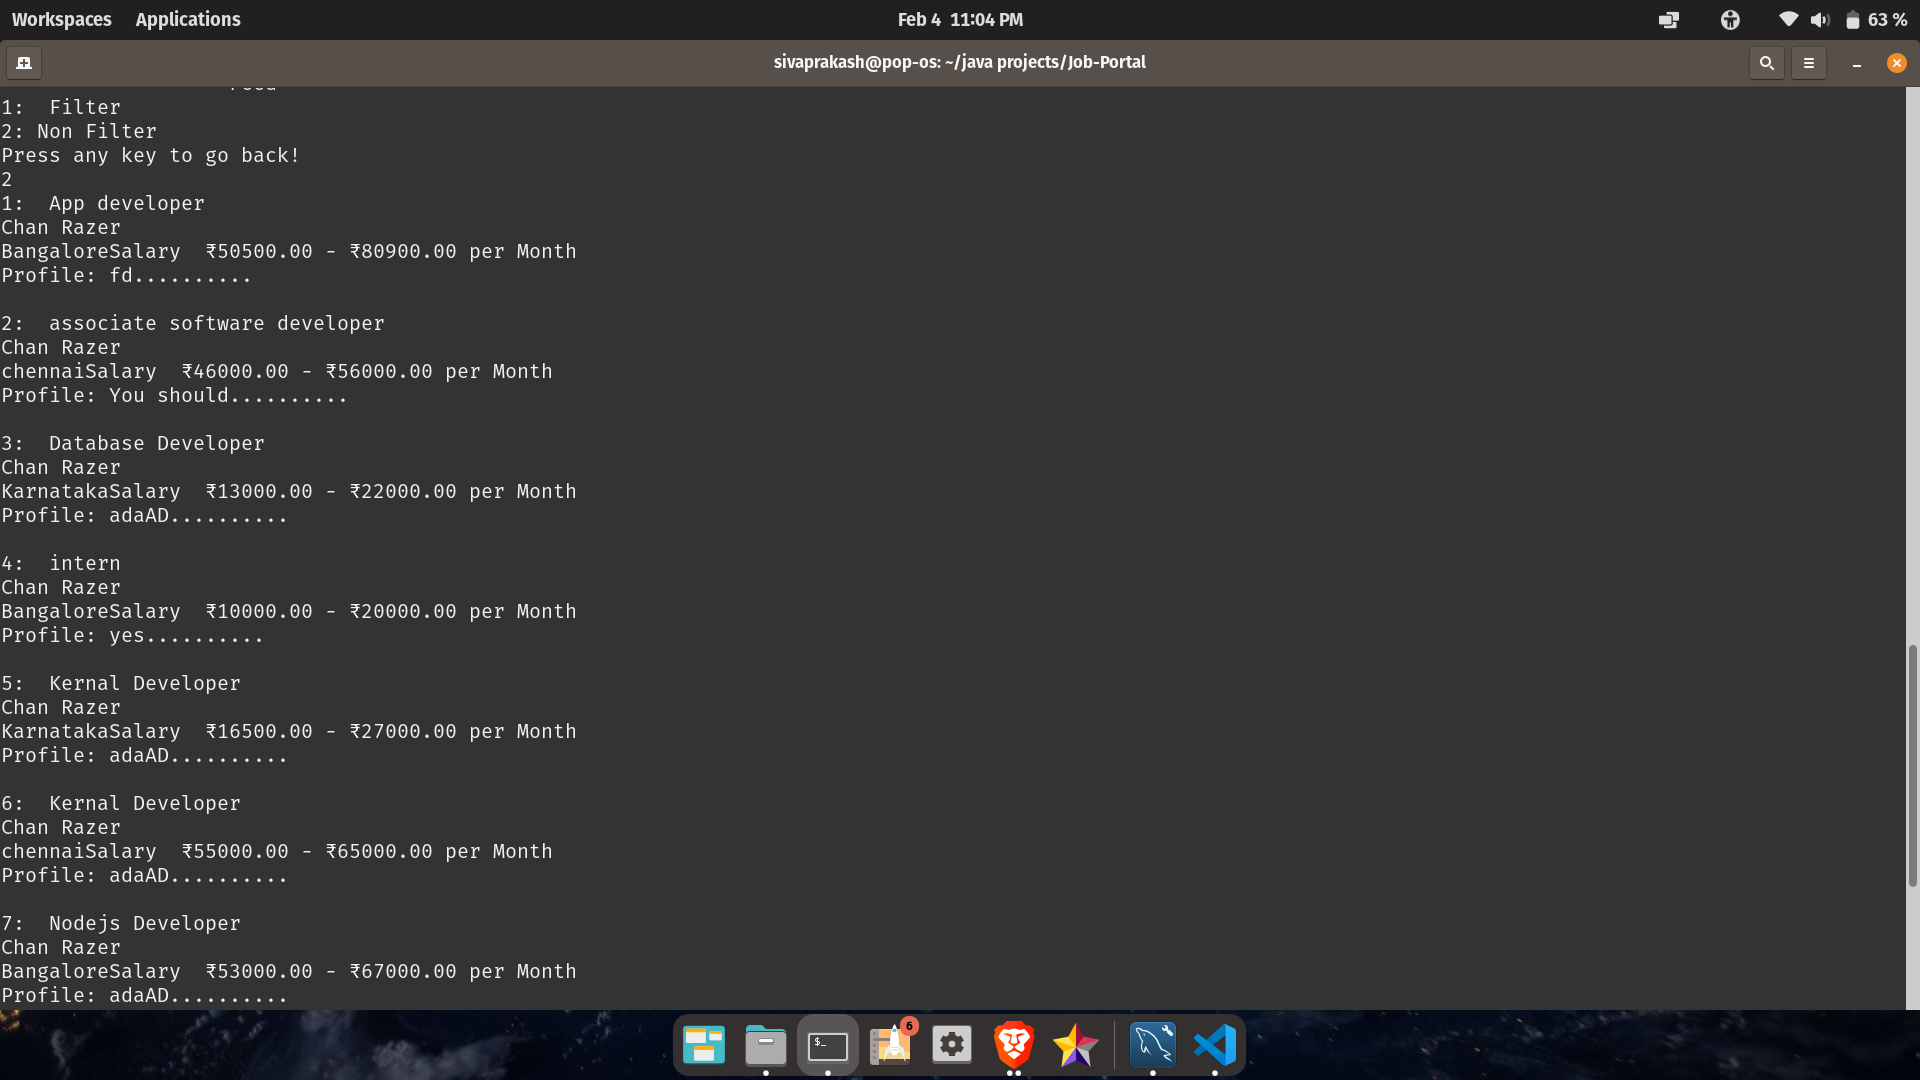 Workspaces Applications Feb 4 11:04 PM 63 %
sivaprakash@pop-os: ~/java projects/Job-Portal
1:  Filter
2: Non Filter
Press any key to go back!
2
1:  App developer
Chan Razer
BangaloreSalary  ₹50500.00 - ₹80900.00 per Month
Profile: fd..........
2:  associate software developer
Chan Razer
chennaiSalary  ₹46000.00 - ₹56000.00 per Month
Profile: You should..........
3:  Database Developer
Chan Razer
KarnatakaSalary  ₹13000.00 - ₹22000.00 per Month
Profile: adaAD..........
4:  intern
Chan Razer
BangaloreSalary  ₹10000.00 - ₹20000.00 per Month
Profile: yes..........
5:  Kernal Developer
Chan Razer
KarnatakaSalary  ₹16500.00 - ₹27000.00 per Month
Profile: adaAD..........
6:  Kernal Developer
Chan Razer
chennaiSalary  ₹55000.00 - ₹65000.00 per Month
Profile: adaAD..........
7:  Nodejs Developer
Chan Razer
BangaloreSalary  ₹53000.00 - ₹67000.00 per Month
Profile: adaAD..........
$_
6